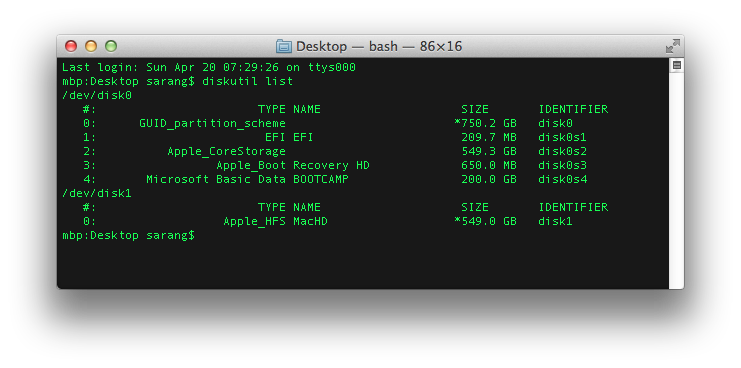 Desktop — bash — 86×16
Last login: Sun Apr 20 07:29:26 on ttys000
mbp:Desktop sarang$ diskutil list
/dev/disk0
   #:                       TYPE NAME                    SIZE       IDENTIFIER
   0:      GUID_partition_scheme                        *750.2 GB   disk0
   1:                        EFI EFI                     209.7 MB   disk0s1
   2:          Apple_CoreStorage                         549.3 GB   disk0s2
   3:                 Apple_Boot Recovery HD             650.0 MB   disk0s3
   4:       Microsoft Basic Data BOOTCAMP                200.0 GB   disk0s4
/dev/disk1
   #:                       TYPE NAME                    SIZE       IDENTIFIER
   0:                  Apple_HFS MacHD                  *549.0 GB   disk1
mbp:Desktop sarang$